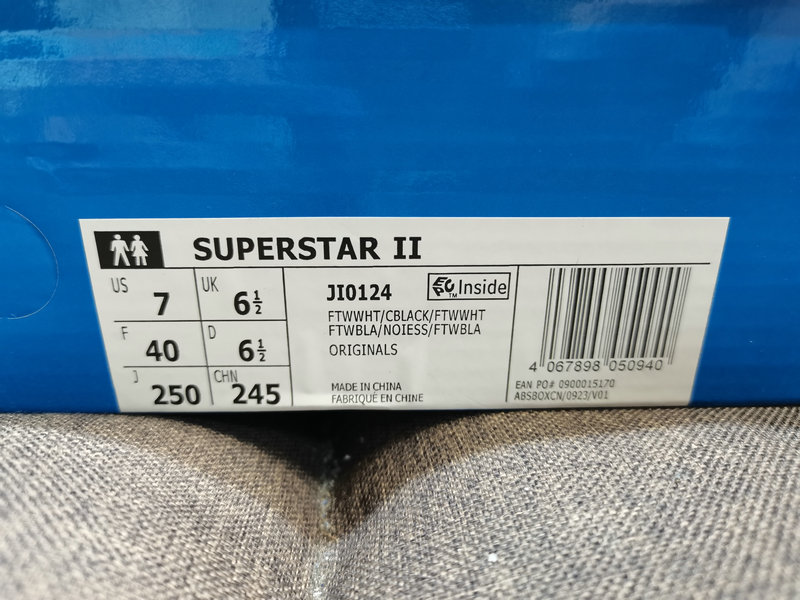 SUPERSTAR II
US 7 UK 6½
F 40 D 6½
J 250 CHN 245
JI0124
Inside
TM
FTWWHT/CBLACK/FTWWHT
FTWBLA/NOIESS/FTWBLA
ORIGINALS
MADE IN CHINA
FABRIQUÉ EN CHINE
4 067898 050940
EAN PO# 0900015170
ABSBOXCN/0923/V01